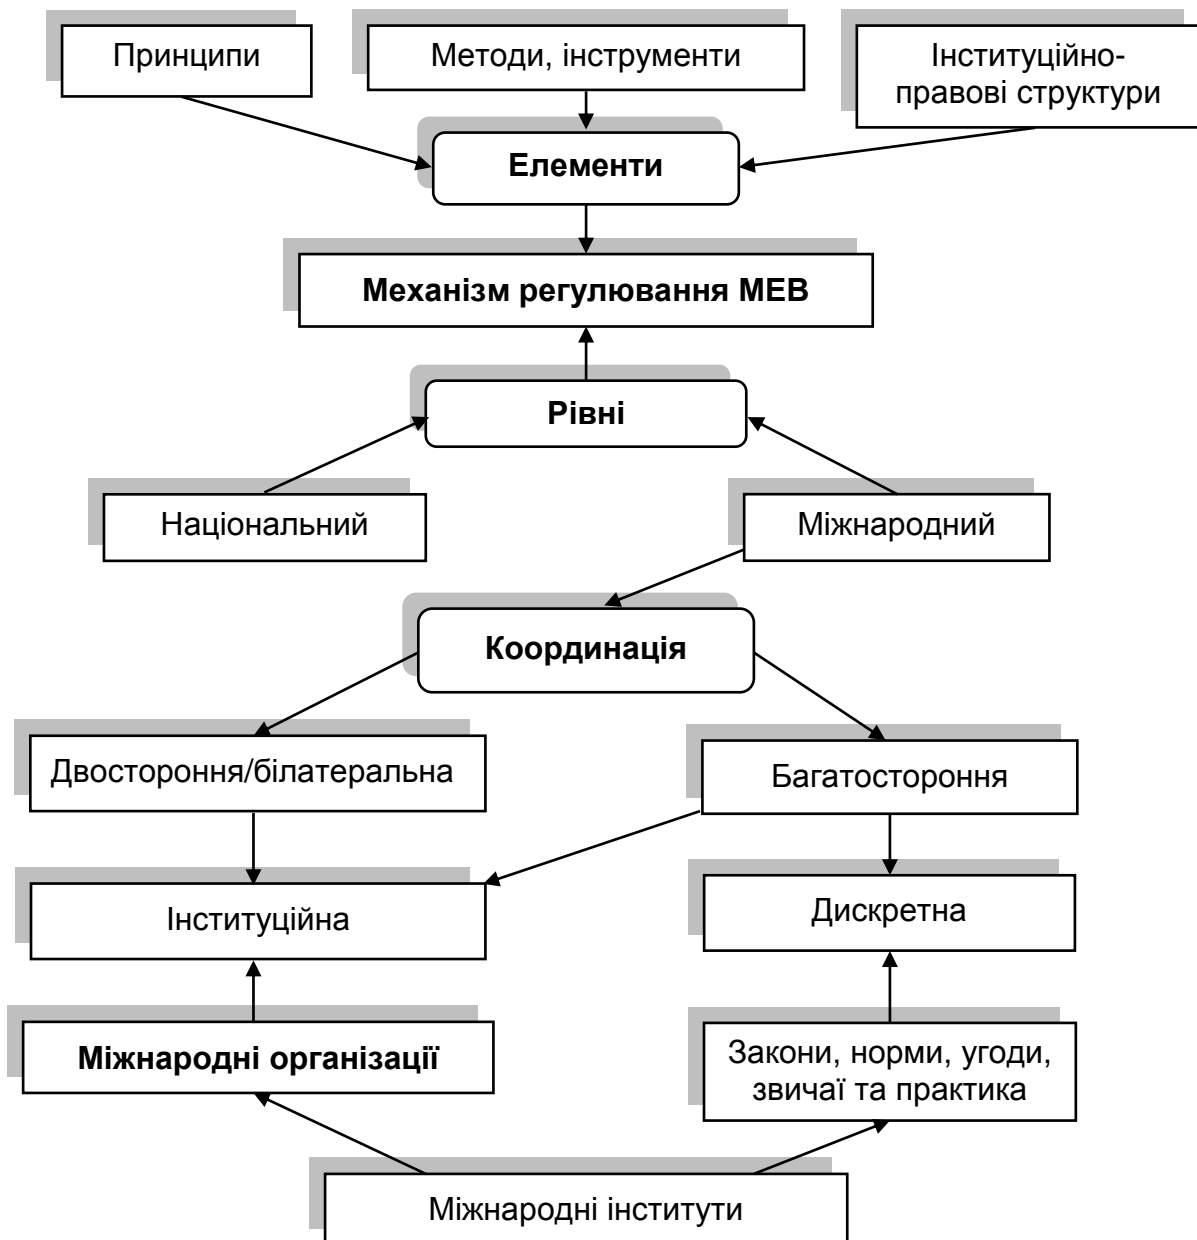 Принципи
Методи, інструменти
Інституційно-
правові структури
Елементи
Механізм регулювання МЕВ
Рівні
Національний
Міжнародний
Координація
Двостороння/білатеральна
Багатостороння
Інституційна
Дискретна
Міжнародні організації
Закони, норми, угоди,
звичаї та практика
Міжнародні інститути